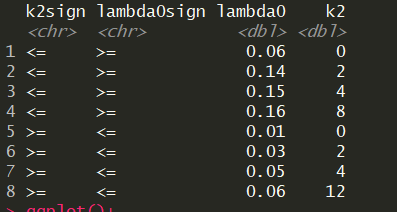 k2sign lambda0sign lambda0 k2
<chr> <chr> <dbl> <dbl>
1 <= >= 0.06 0
2 <= >= 0.14 2
3 <= >= 0.15 4
4 <= >= 0.16 8
5 >= <= 0.01 0
6 >= <= 0.03 2
7 >= <= 0.05 4
8 >= <= 0.06 12
> ggplot();